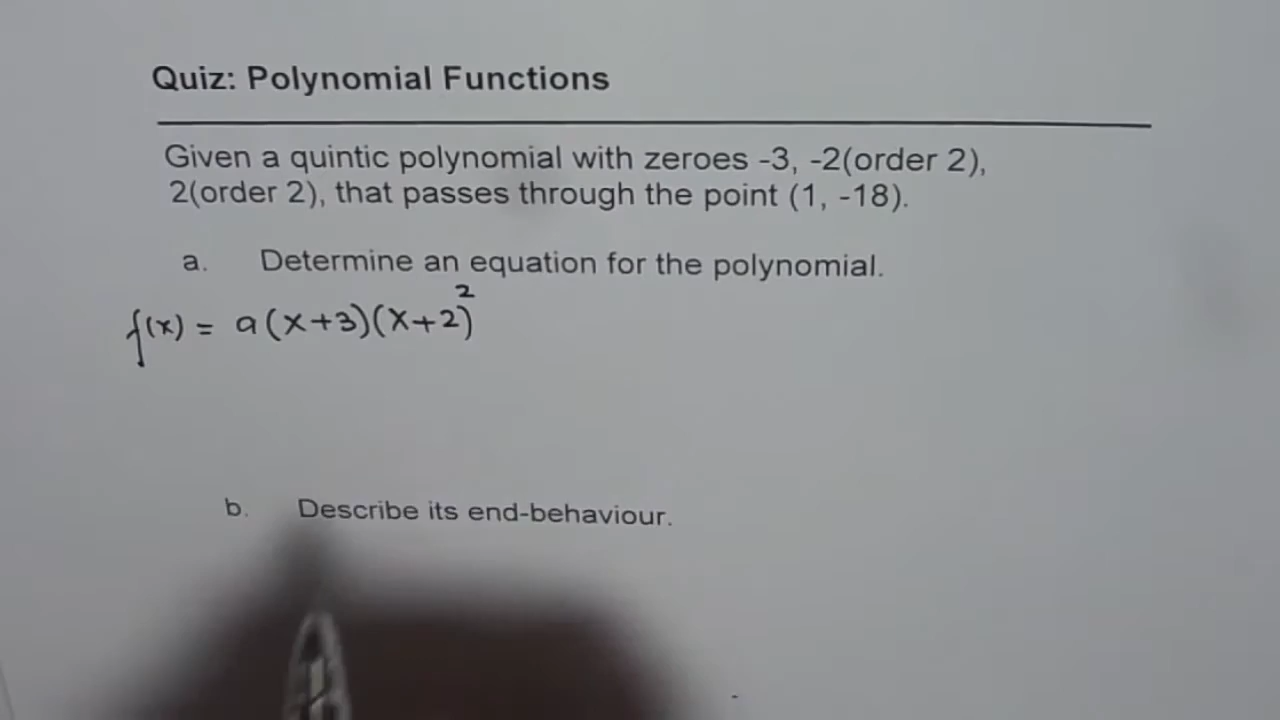 Quiz: Polynomial Functions
Given a quintic polynomial with zeroes -3, -2(order 2),
2(order 2), that passes through the point (1, -18).
a. Determine an equation for the polynomial.
f(x) = a(x+3)(x+2)²
b. Describe its end-behaviour.